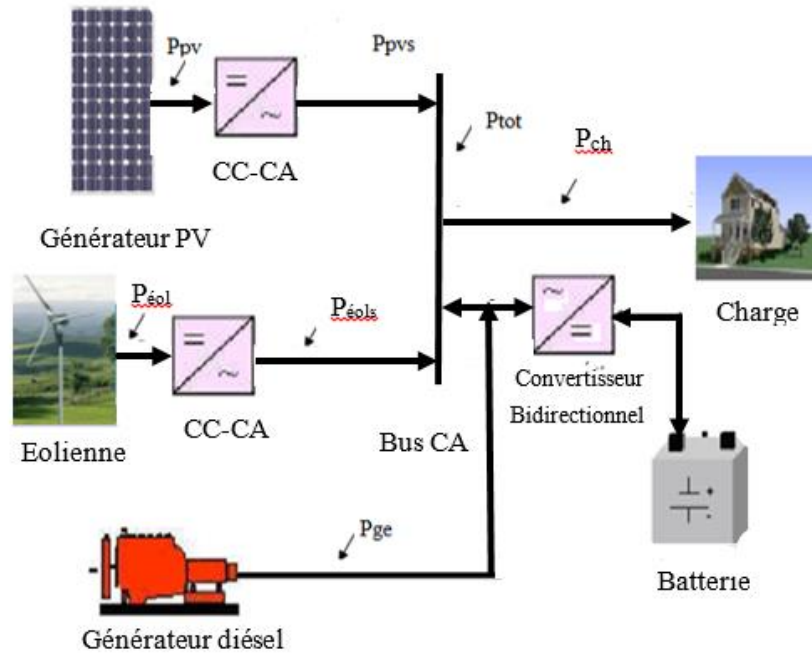 Ppv
Ppvs
Ptot
Pch
CC-CA
Générateur PV
Péol
Péols
Charge
Convertisseur
Bidirectionnel
CC-CA
Eolienne
Bus CA
Pge
Batterie
Générateur diésel